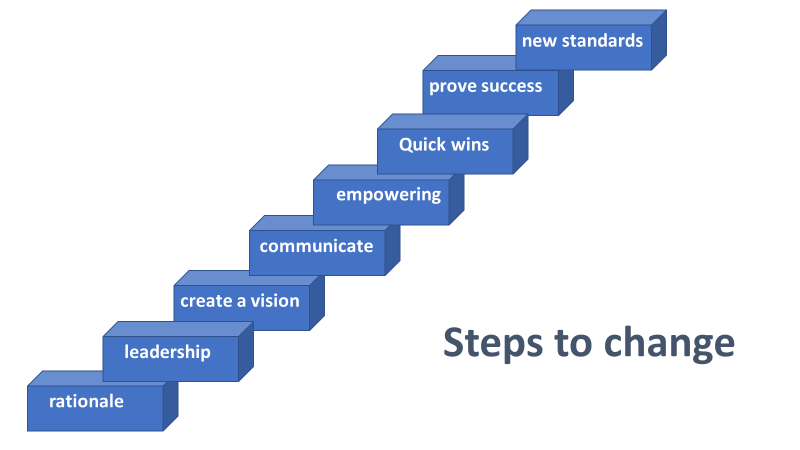 new standards
prove success
Quick wins
empowering
communicate
create a vision
leadership
rationale
Steps to change